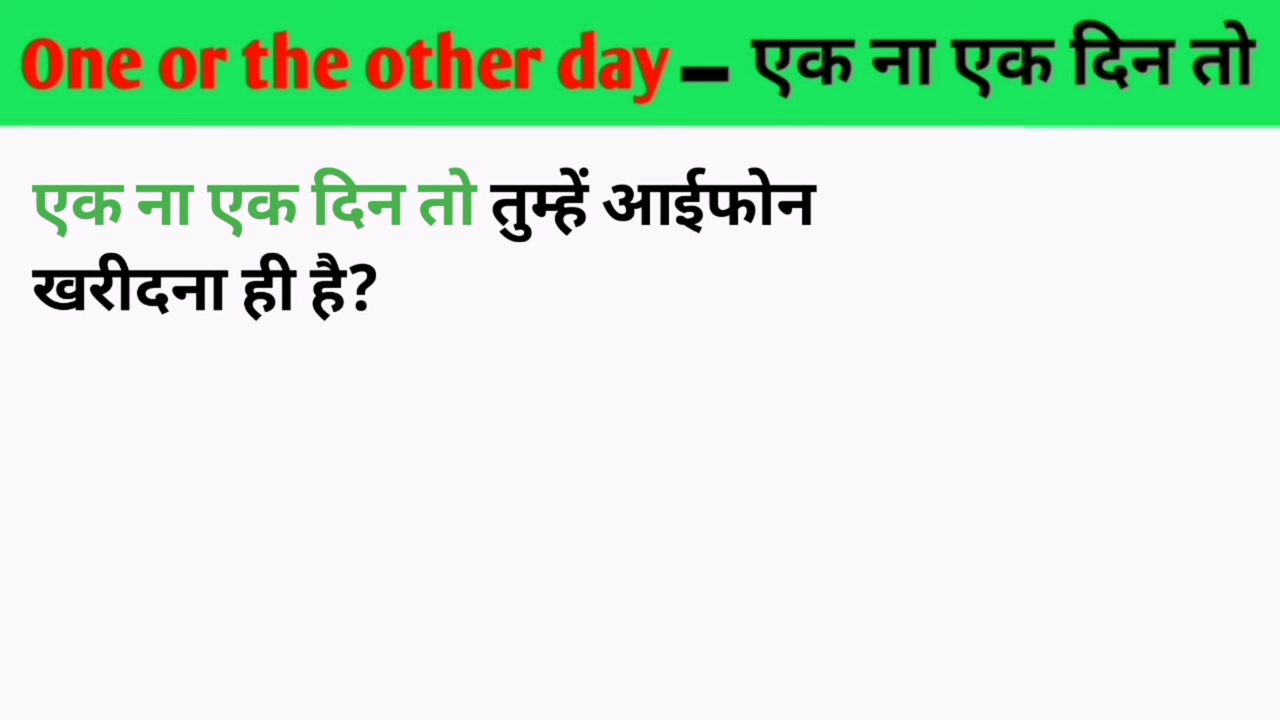 One or the other day - एक ना एक दिन तो
एक ना एक दिन तो तुम्हें आईफोन
खरीदना ही है?